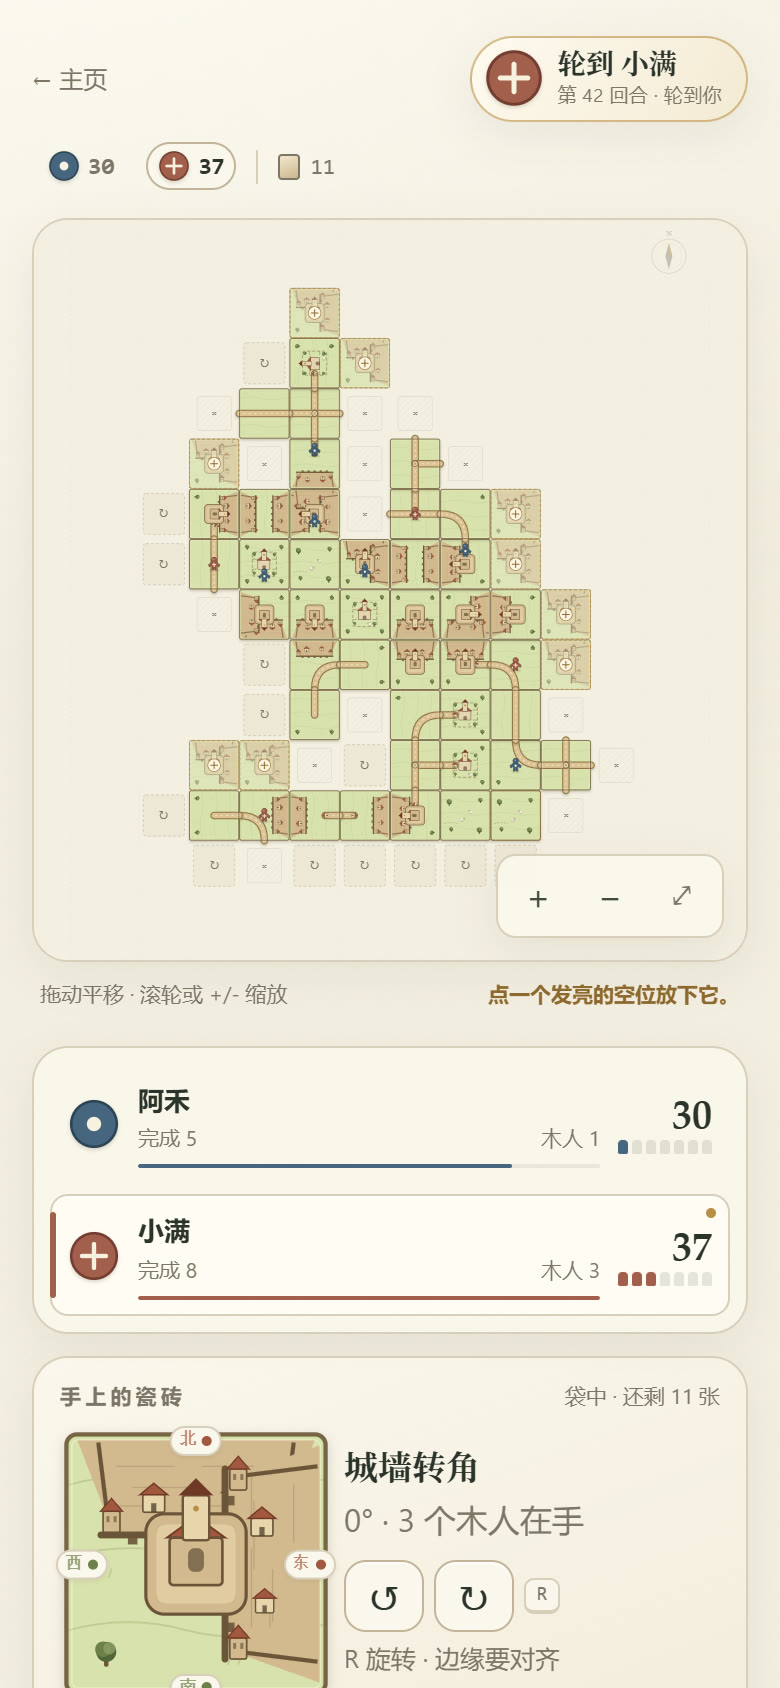 ← 主页
轮到 小满
第 42 回合 · 轮到你
30
37
11
N
拖动平移 · 滚轮或 +/- 缩放
点一个发亮的空位放下它。
阿禾
完成 5
木人 1
30
小满
完成 8
木人 3
37
手上的瓷砖
袋中 · 还剩 11 张
北
西
东
南
城墙转角
0° · 3 个木人在手
R
R 旋转 · 边缘要对齐